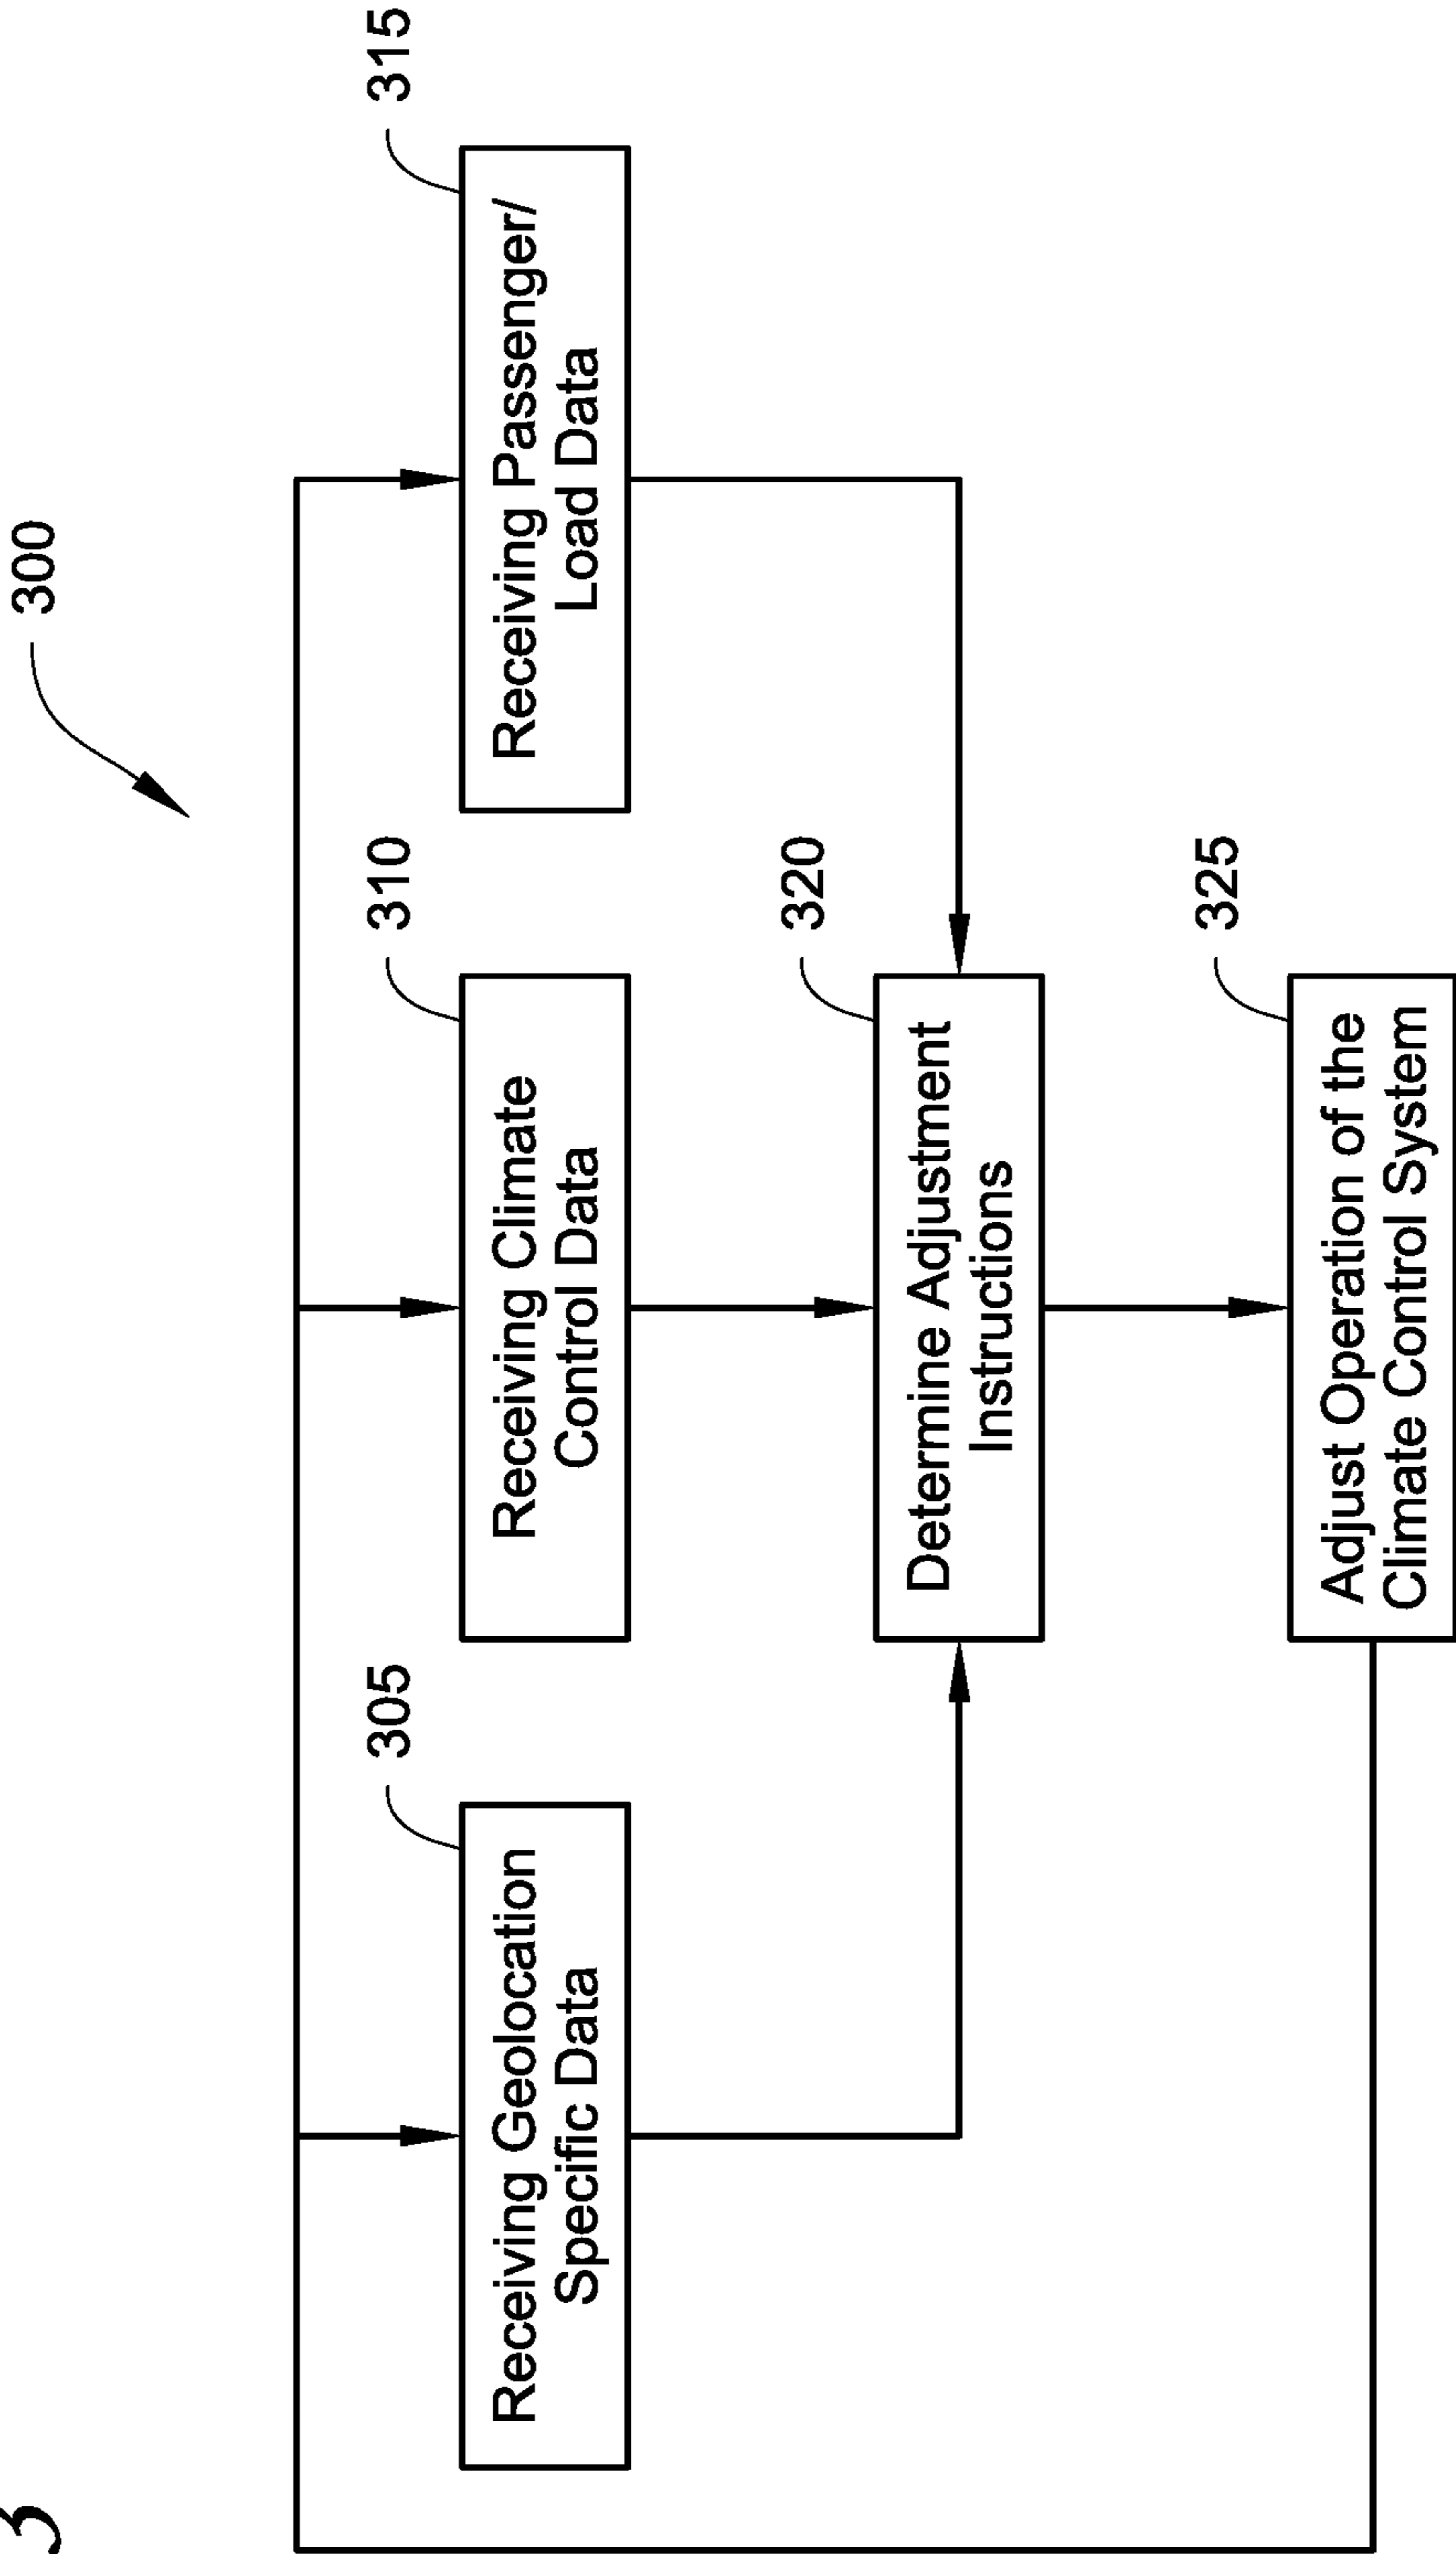 3
300
305
Receiving Geolocation
Specific Data
310
Receiving Climate
Control Data
315
Receiving Passenger/
Load Data
320
Determine Adjustment
Instructions
325
Adjust Operation of the
Climate Control System